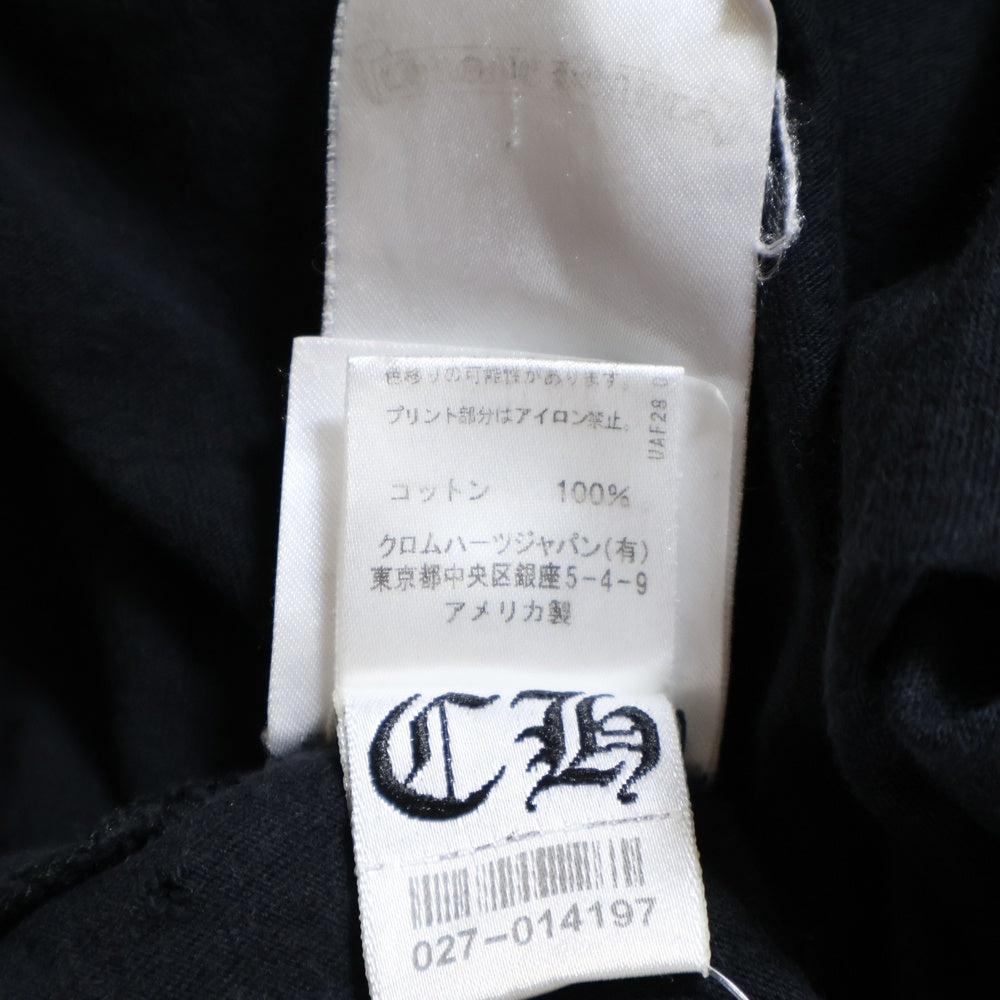 色移りの可能性があります。
プリント部分はアイロン禁止。
UAF28
コットン 100%
クロムハーツジャパン(有)
東京都中央区銀座5-4-9
アメリカ製
CH
027-014197